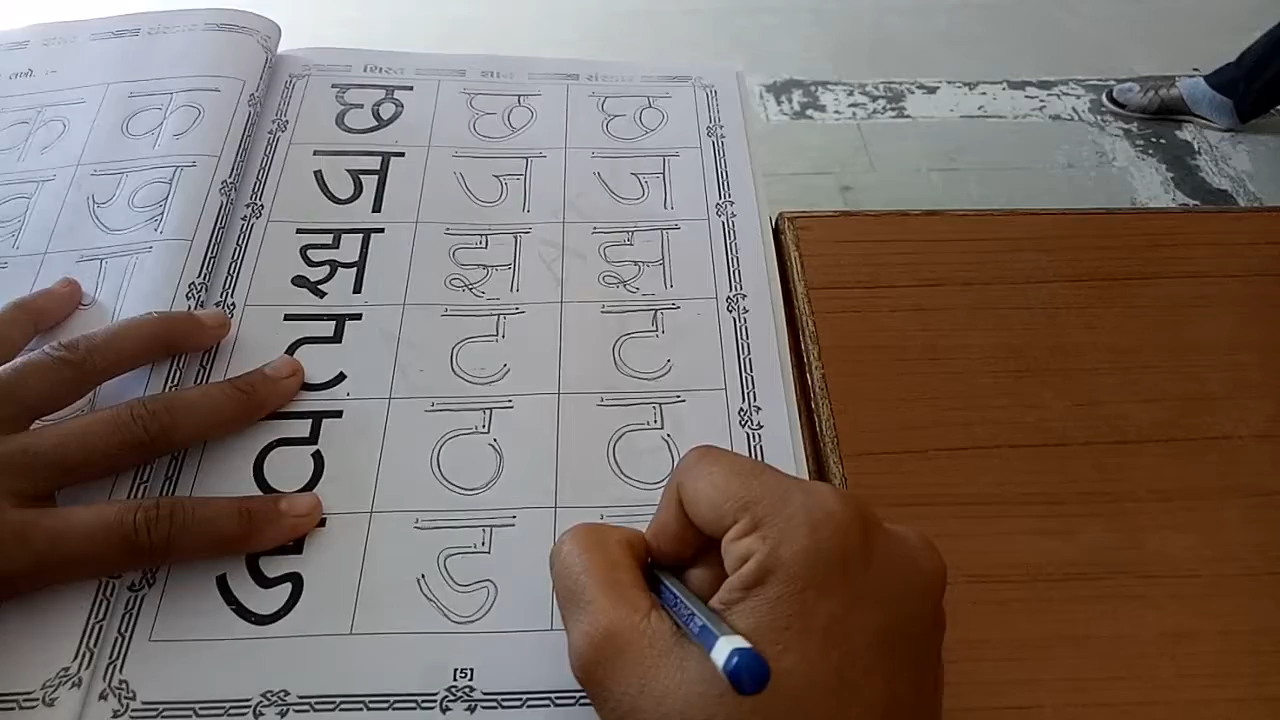 शिस्त ज्ञान संस्कार
क
ख
ग
छ छ छ
ज ज ज
झ झ झ
ट ट ट
ठ ठ ठ
ड ड
[5]